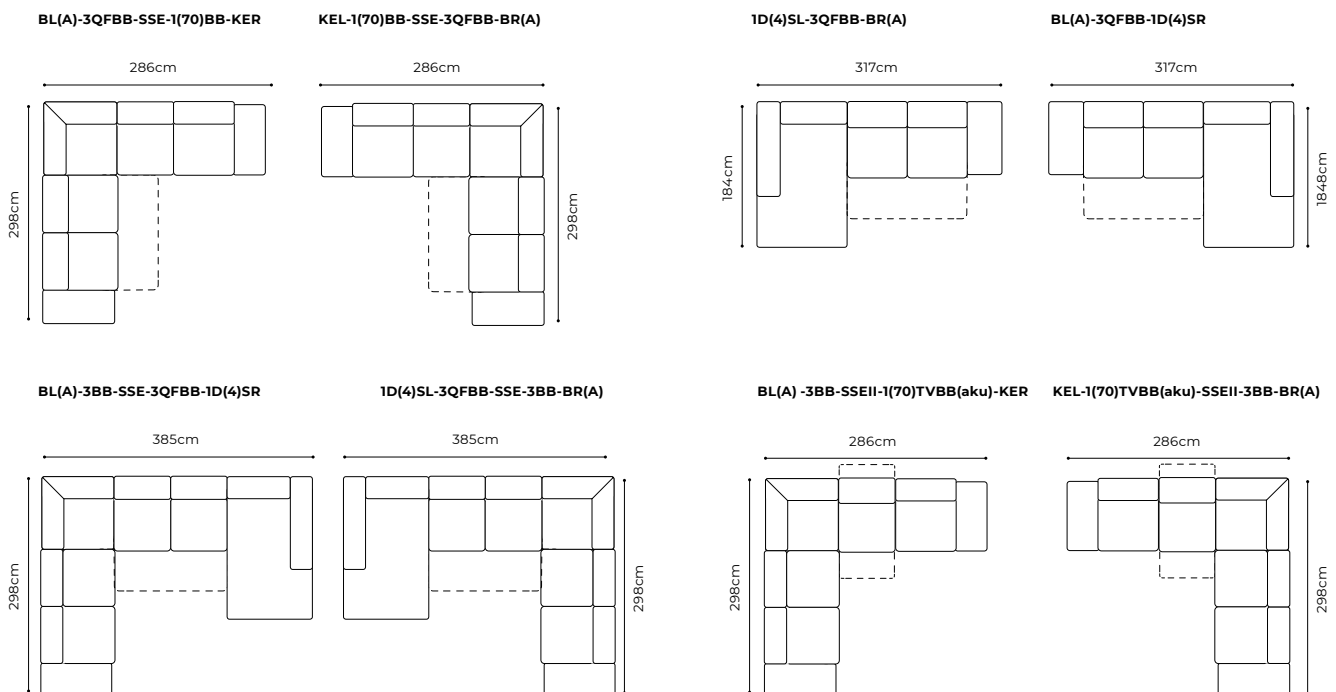 BL(A)-3QFBB-SSE-1(70)BB-KER
KEL-1(70)BB-SSE-3QFBB-BR(A)
1D(4)SL-3QFBB-BR(A)
BL(A)-3QFBB-1D(4)SR
286cm
286cm
317cm
317cm
298cm
298cm
184cm
1848cm
BL(A)-3BB-SSE-3QFBB-1D(4)SR
1D(4)SL-3QFBB-SSE-3BB-BR(A)
BL(A) -3BB-SSEII-1(70)TVBB(aku)-KER
KEL-1(70)TVBB(aku)-SSEII-3BB-BR(A)
385cm
385cm
286cm
286cm
298cm
298cm
298cm
298cm